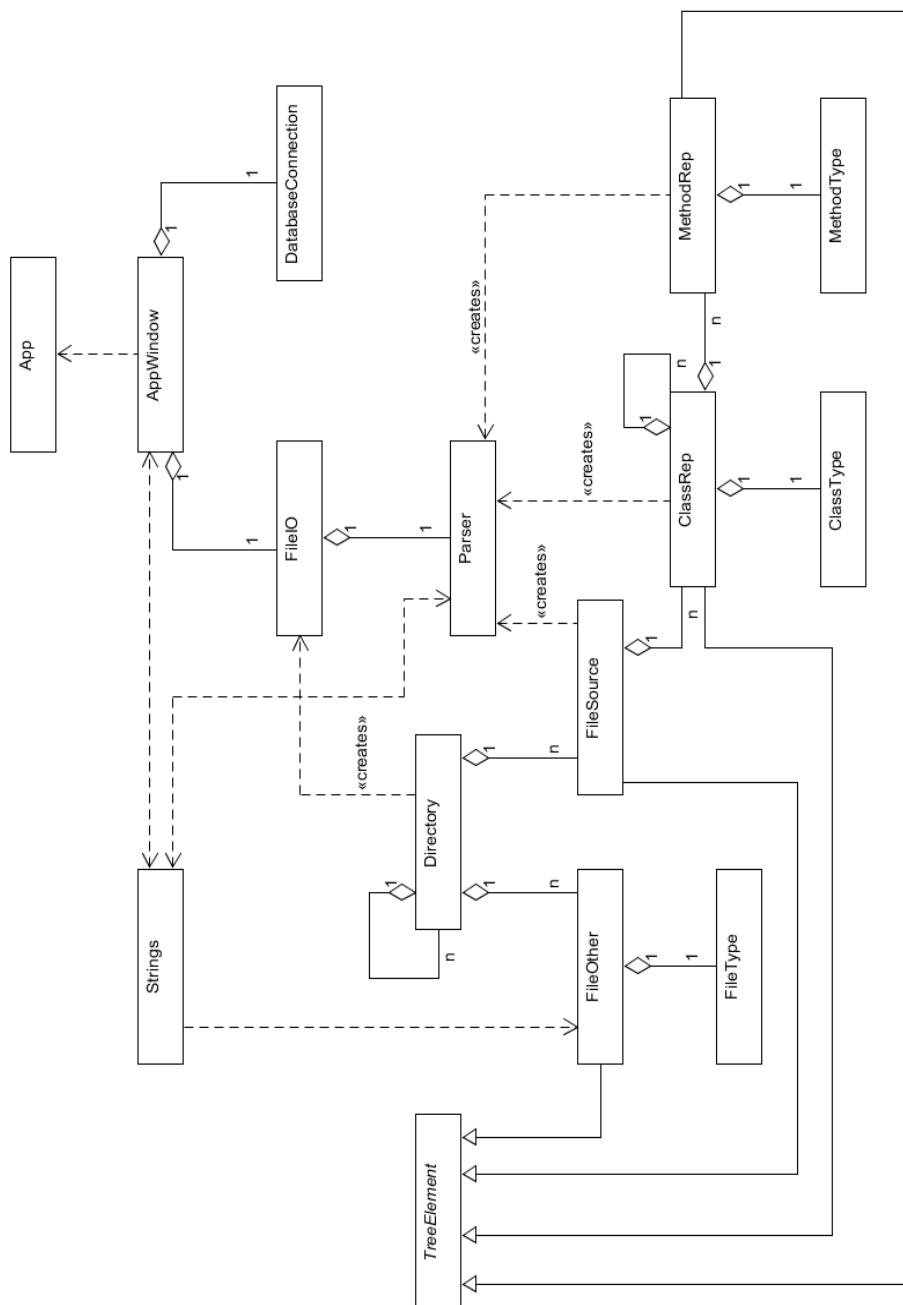 App
AppWindow
1
1
DatabaseConnection
1
Strings
FileIO
1
1
«creates»
Directory
1
n
1
n
1
n
Parser
1
«creates»
«creates»
«creates»
TreeElement
FileOther
1
FileType
1
FileSource
1
n
ClassRep
1
n
1
n
1
ClassType
1
MethodRep
1
MethodType
1